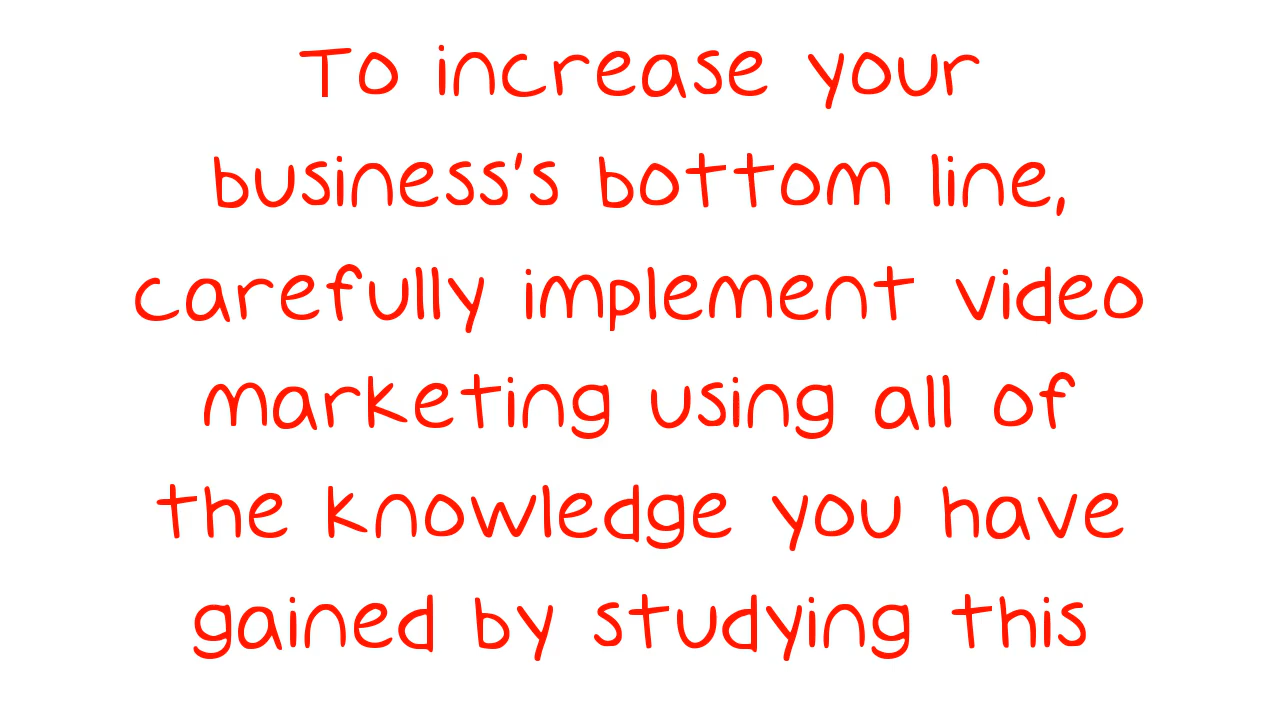 To increase your
business's bottom line,
carefully implement video
marketing using all of
the knowledge you have
gained by studying this